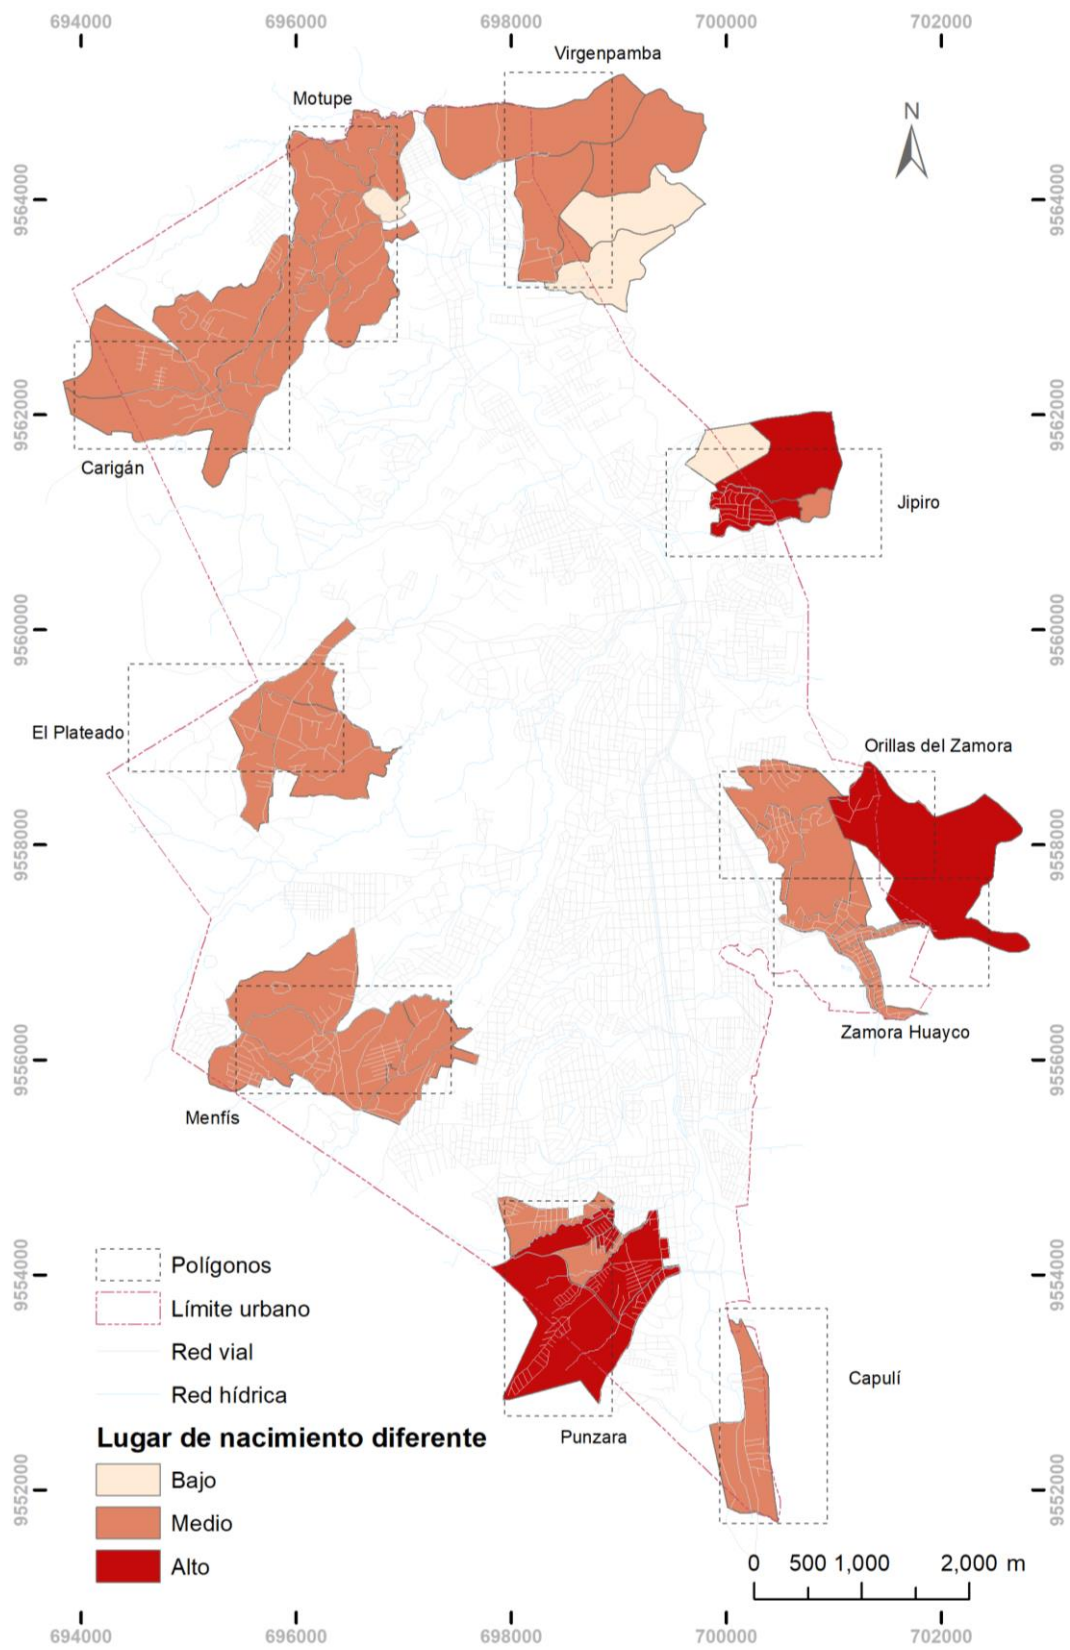 694000 696000 698000 700000 702000
Virgenpamba
Motupe
N
9564000 9564000
9562000 9562000
Carigán
Jipiro
9560000 9560000
El Plateado
Orillas del Zamora
9558000 9558000
Zamora Huayco
9556000 9556000
Menfís
9554000 9554000
Polígonos
Límite urbano
Red vial
Capulí
Red hídrica
Punzara
Lugar de nacimiento diferente
Bajo
9552000 9552000
Medio
Alto
0 500 1,000 2,000 m
694000 696000 698000 700000 702000